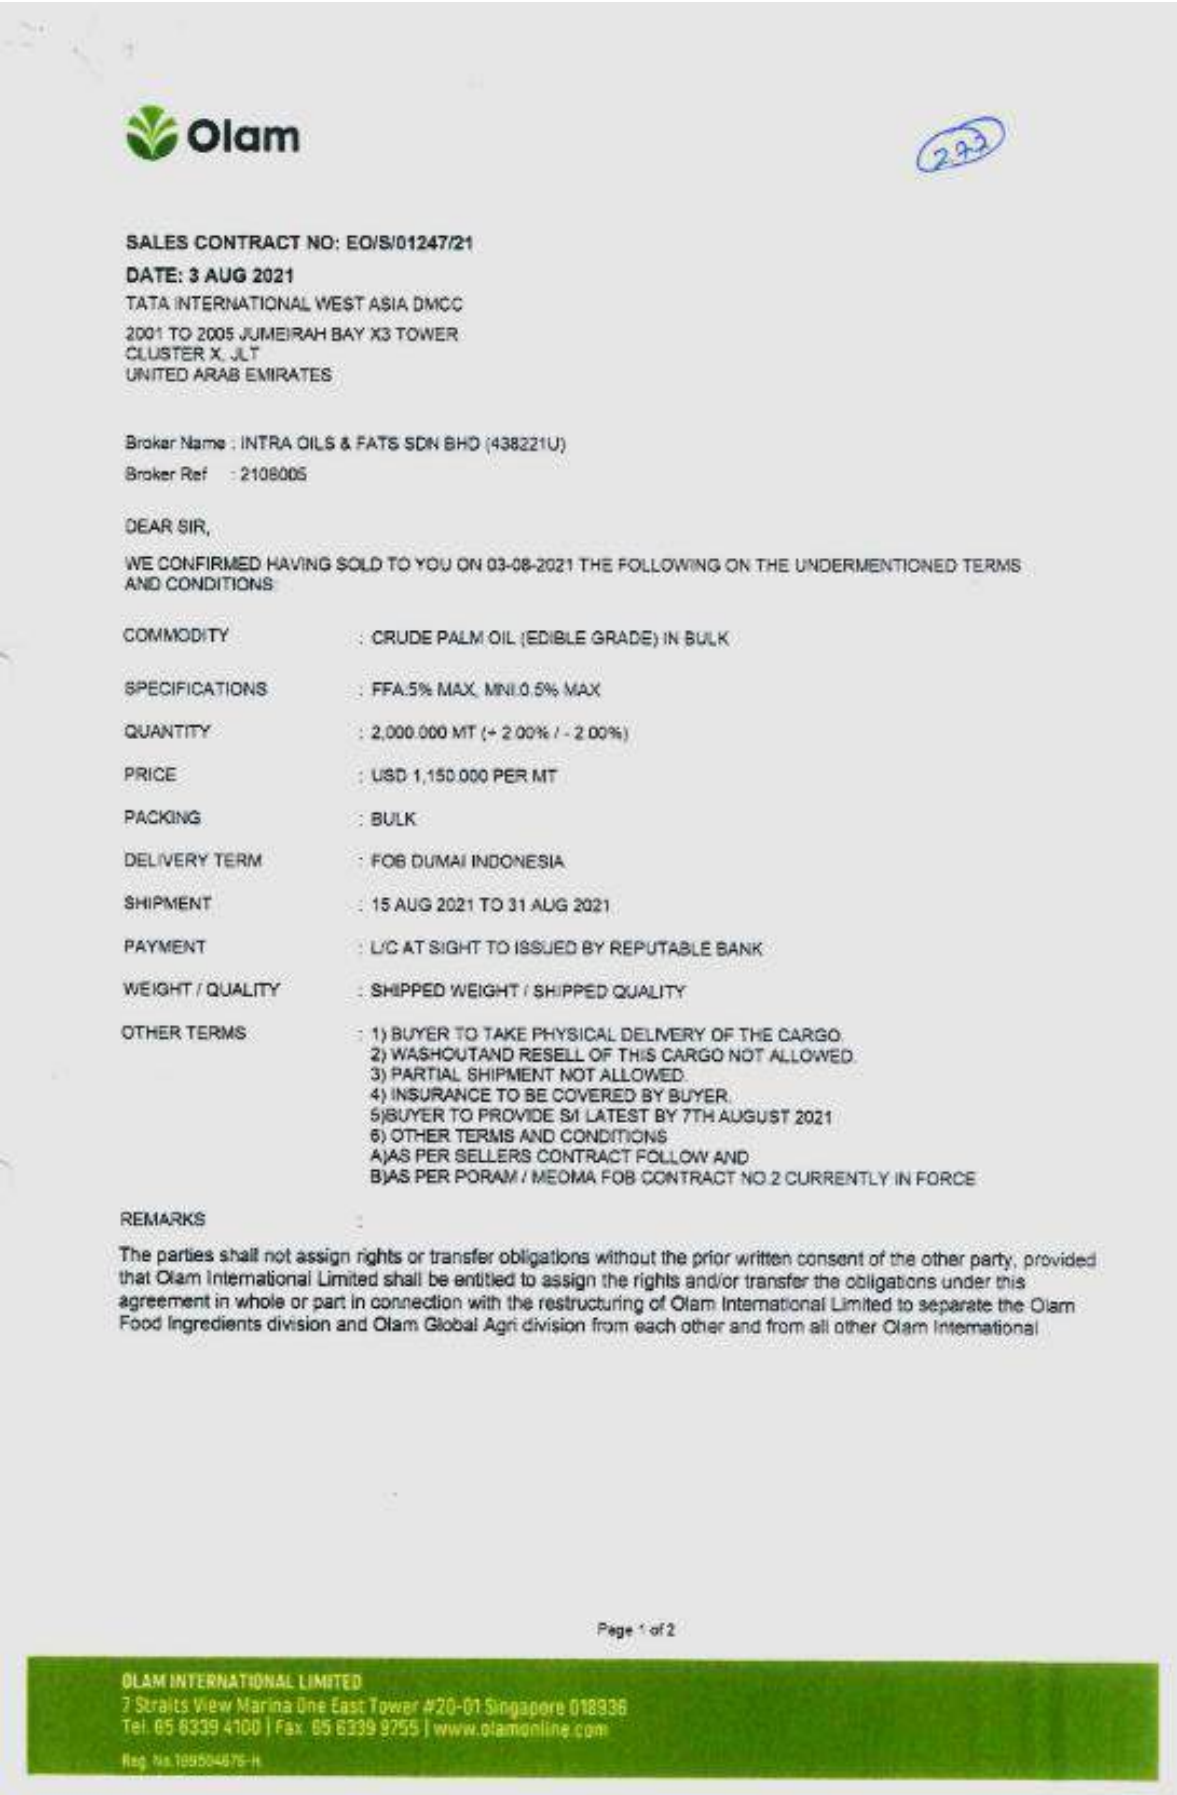 Olam
272
SALES CONTRACT NO: EO/S/01247/21
DATE: 3 AUG 2021
TATA INTERNATIONAL WEST ASIA DMCC
2001 TO 2005 JUMEIRAH BAY X3 TOWER
CLUSTER X, JLT
UNITED ARAB EMIRATES
Broker Name : INTRA OILS & FATS SDN BHD (438221U)
Broker Ref : 2108005
DEAR SIR,
WE CONFIRMED HAVING SOLD TO YOU ON 03-08-2021 THE FOLLOWING ON THE UNDERMENTIONED TERMS
AND CONDITIONS:
COMMODITY : CRUDE PALM OIL (EDIBLE GRADE) IN BULK
SPECIFICATIONS : FFA.5% MAX, MNI.0.5% MAX
QUANTITY : 2,000.000 MT (+ 2.00% / - 2.00%)
PRICE : USD 1,150.000 PER MT
PACKING : BULK
DELIVERY TERM : FOB DUMAI INDONESIA
SHIPMENT : 15 AUG 2021 TO 31 AUG 2021
PAYMENT : L/C AT SIGHT TO ISSUED BY REPUTABLE BANK
WEIGHT / QUALITY : SHIPPED WEIGHT / SHIPPED QUALITY
OTHER TERMS : 1) BUYER TO TAKE PHYSICAL DELIVERY OF THE CARGO.
2) WASHOUTAND RESELL OF THIS CARGO NOT ALLOWED.
3) PARTIAL SHIPMENT NOT ALLOWED.
4) INSURANCE TO BE COVERED BY BUYER.
5)BUYER TO PROVIDE S/I LATEST BY 7TH AUGUST 2021
6) OTHER TERMS AND CONDITIONS
A)AS PER SELLERS CONTRACT FOLLOW AND
B)AS PER PORAM / MEOMA FOB CONTRACT NO.2 CURRENTLY IN FORCE
REMARKS :
The parties shall not assign rights or transfer obligations without the prior written consent of the other party, provided
that Olam International Limited shall be entitled to assign the rights and/or transfer the obligations under this
agreement in whole or part in connection with the restructuring of Olam International Limited to separate the Olam
Food Ingredients division and Olam Global Agri division from each other and from all other Olam International
Page 1 of 2
OLAM INTERNATIONAL LIMITED
7 Straits View Marina One East Tower #20-01 Singapore 018936
Tel. 65 6339 4100 | Fax. 65 6339 9755 | www.olamonline.com
Reg. No.199504676-H